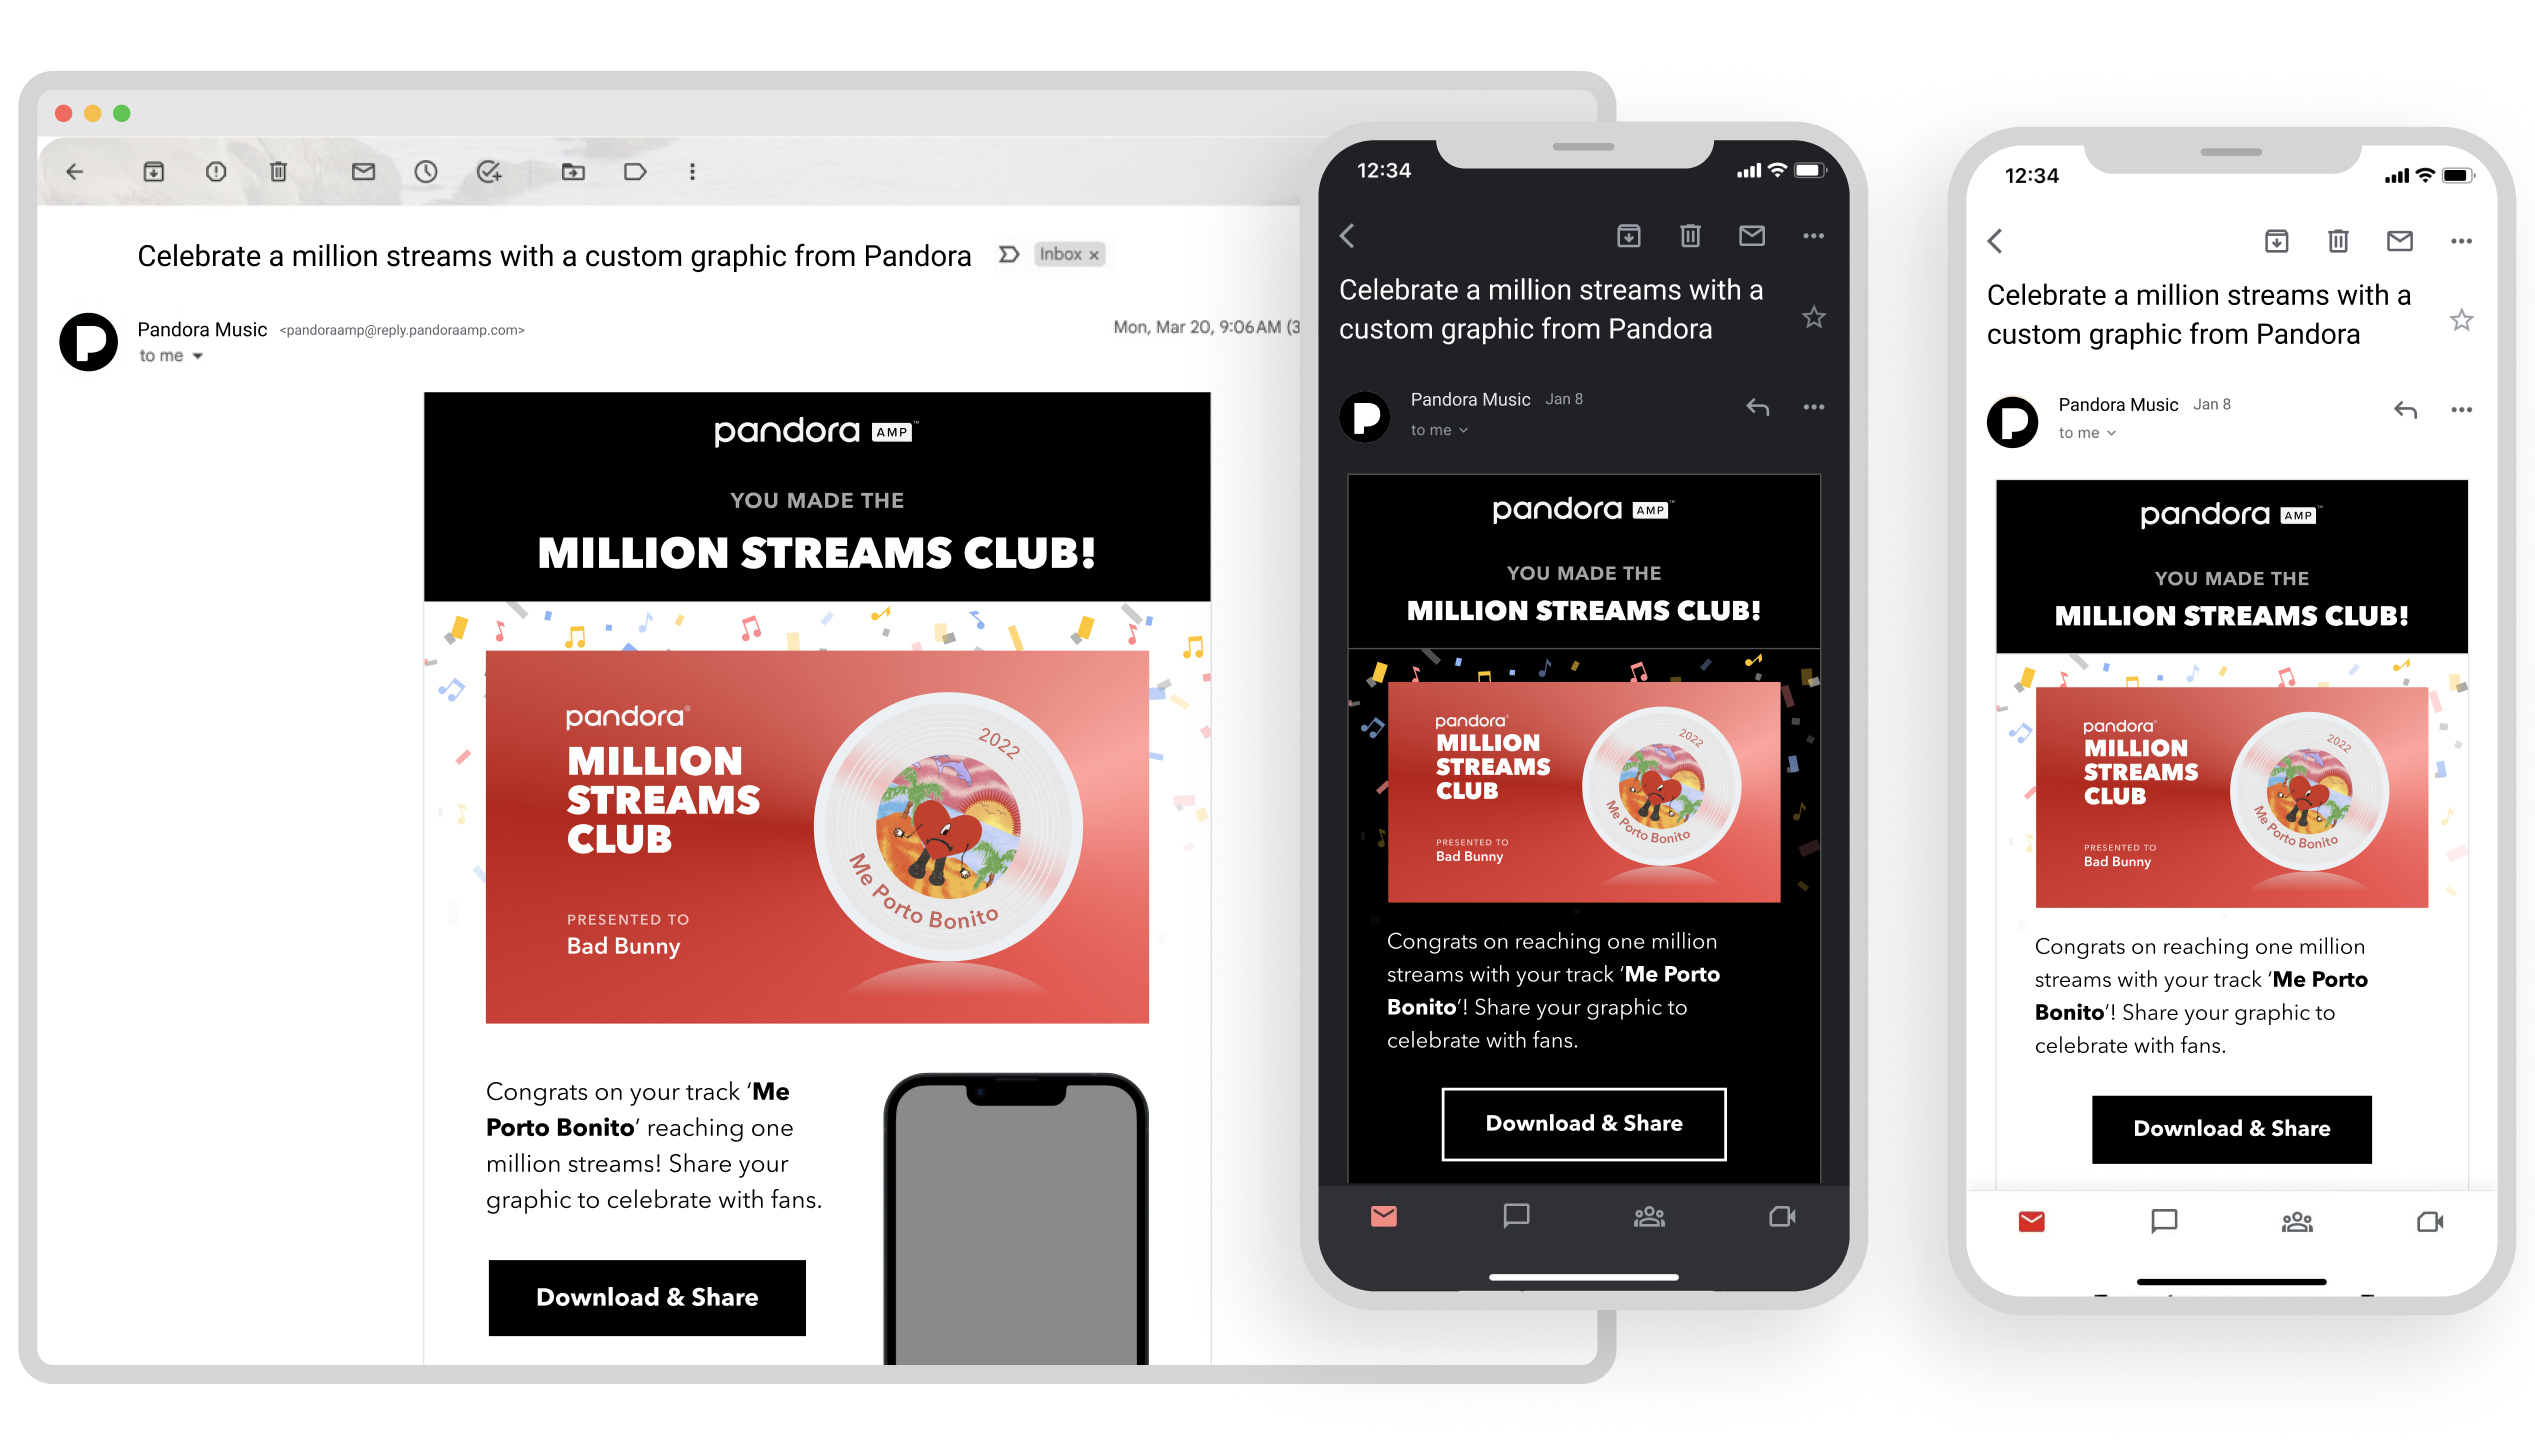 Celebrate a million streams with a custom graphic from Pandora
Inbox ×
Pandora Music <pandoraamp@reply.pandoraamp.com>
Mon, Mar 20, 9:06 AM (3
to me
pandora AMP™
YOU MADE THE
MILLION STREAMS CLUB!
pandora®
MILLION
STREAMS
CLUB
PRESENTED TO
Bad Bunny
2022
Me Porto Bonito
Congrats on your track ‘Me
Porto Bonito’ reaching one
million streams! Share your
graphic to celebrate with fans.
Download & Share
12:34
Celebrate a million streams with a
custom graphic from Pandora
Pandora Music Jan 8
to me
pandora AMP™
YOU MADE THE
MILLION STREAMS CLUB!
pandora®
MILLION
STREAMS
CLUB
PRESENTED TO
Bad Bunny
2022
Me Porto Bonito
Congrats on reaching one million
streams with your track ‘Me Porto
Bonito’! Share your graphic to
celebrate with fans.
Download & Share
12:34
Celebrate a million streams with a
custom graphic from Pandora
Pandora Music Jan 8
to me
pandora AMP™
YOU MADE THE
MILLION STREAMS CLUB!
pandora®
MILLION
STREAMS
CLUB
PRESENTED TO
Bad Bunny
2022
Me Porto Bonito
Congrats on reaching one million
streams with your track ‘Me Porto
Bonito’! Share your graphic to
celebrate with fans.
Download & Share